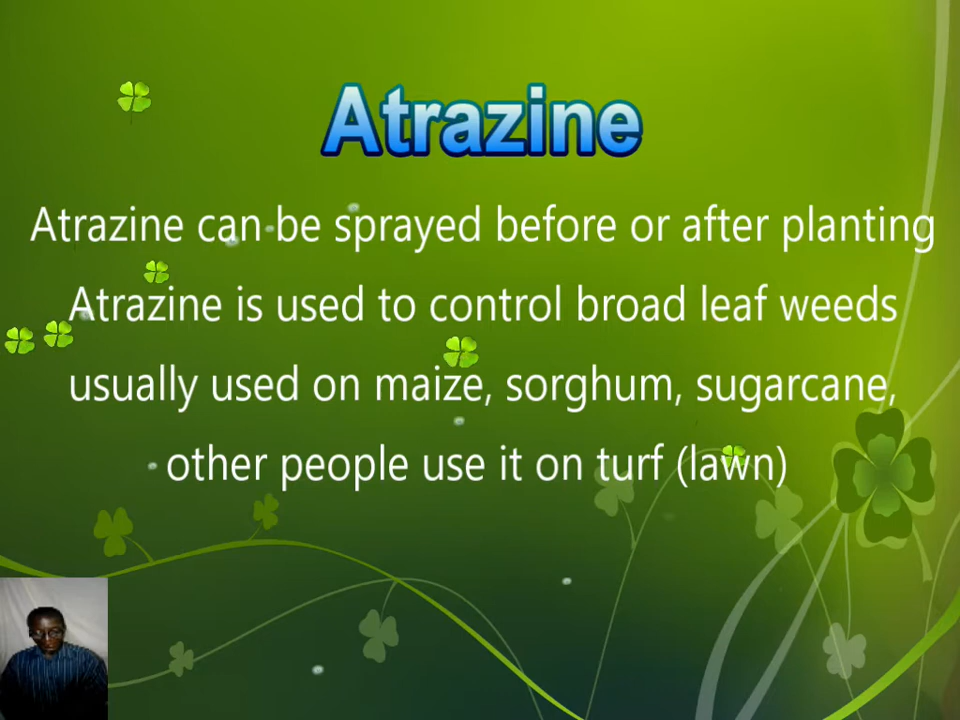 Atrazine
Atrazine can be sprayed before or after planting
Atrazine is used to control broad leaf weeds
usually used on maize, sorghum, sugarcane,
other people use it on turf (lawn)